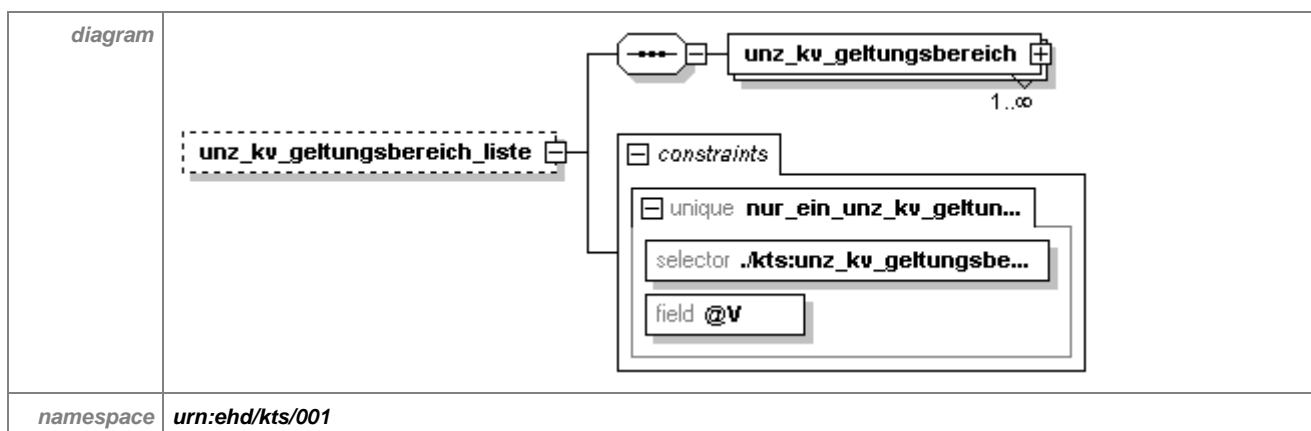 diagram
unz_kv_geltungsbereich
1..∞
unz_kv_geltungsbereich_liste
constraints
unique nur_ein_unz_kv_geltun...
selector ./kts:unz_kv_geltungsbe...
field @V
namespace urn:ehd/kts/001